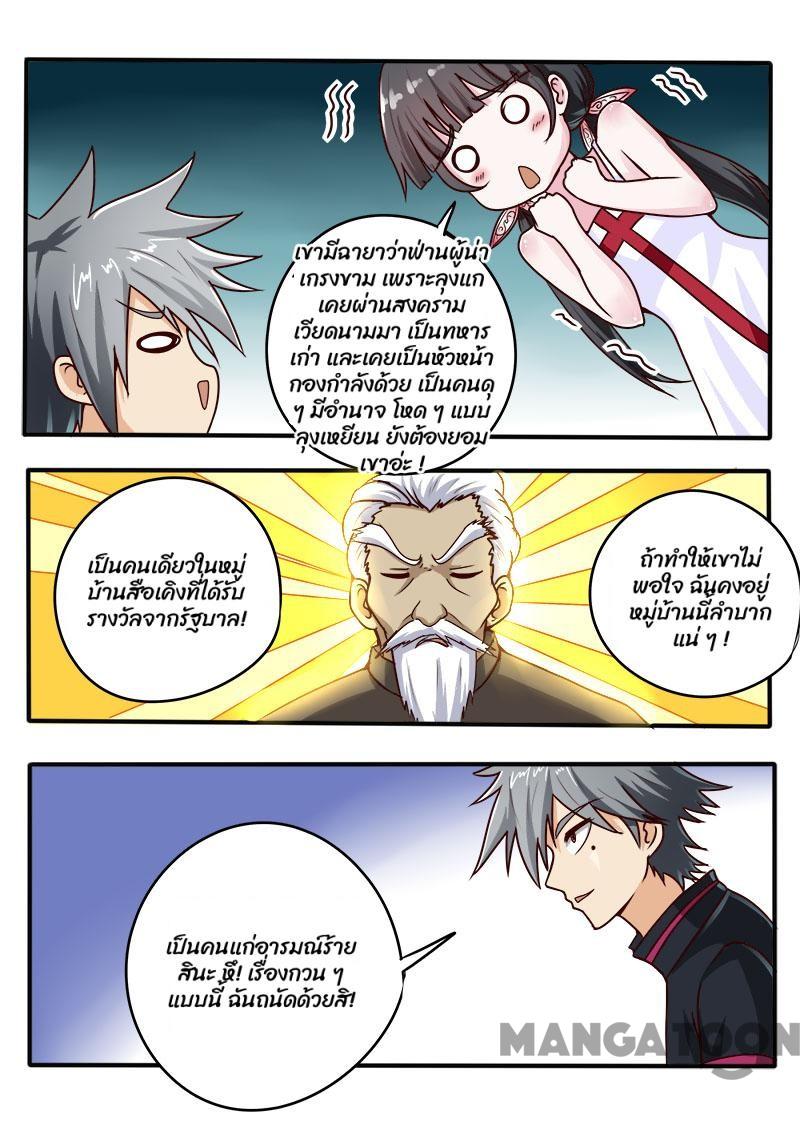 เขามีฉายาว่าฟ่านผู้น่า
เกรงขาม เพราะลุงแก
เคยผ่านสงคราม
เวียดนามมา เป็นทหาร
เก่า และเคยเป็นหัวหน้า
กองกำลังด้วย เป็นคนดุ
ๆ มีอำนาจ โหด ๆ แบบ
ลุงเหยียน ยังต้องยอม
เขาอ่ะ !
เป็นคนเดียวในหมู่
บ้านสือเคิงที่ได้รับ
รางวัลจากรัฐบาล!
ถ้าทำให้เขาไม่
พอใจ ฉันคงอยู่
หมู่บ้านนี้ลำบาก
แน่ ๆ !
เป็นคนแก่อารมณ์ร้าย
สินะ หึ! เรื่องกวน ๆ
แบบนี้ ฉันถนัดด้วยสิ!
MANGATOON